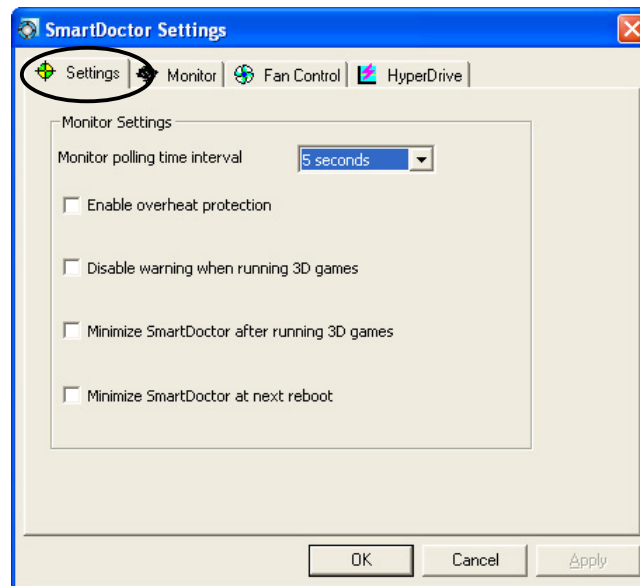 SmartDoctor Settings
Settings Monitor Fan Control HyperDrive
Monitor Settings
Monitor polling time interval 5 seconds
Enable overheat protection
Disable warning when running 3D games
Minimize SmartDoctor after running 3D games
Minimize SmartDoctor at next reboot
OK Cancel Apply